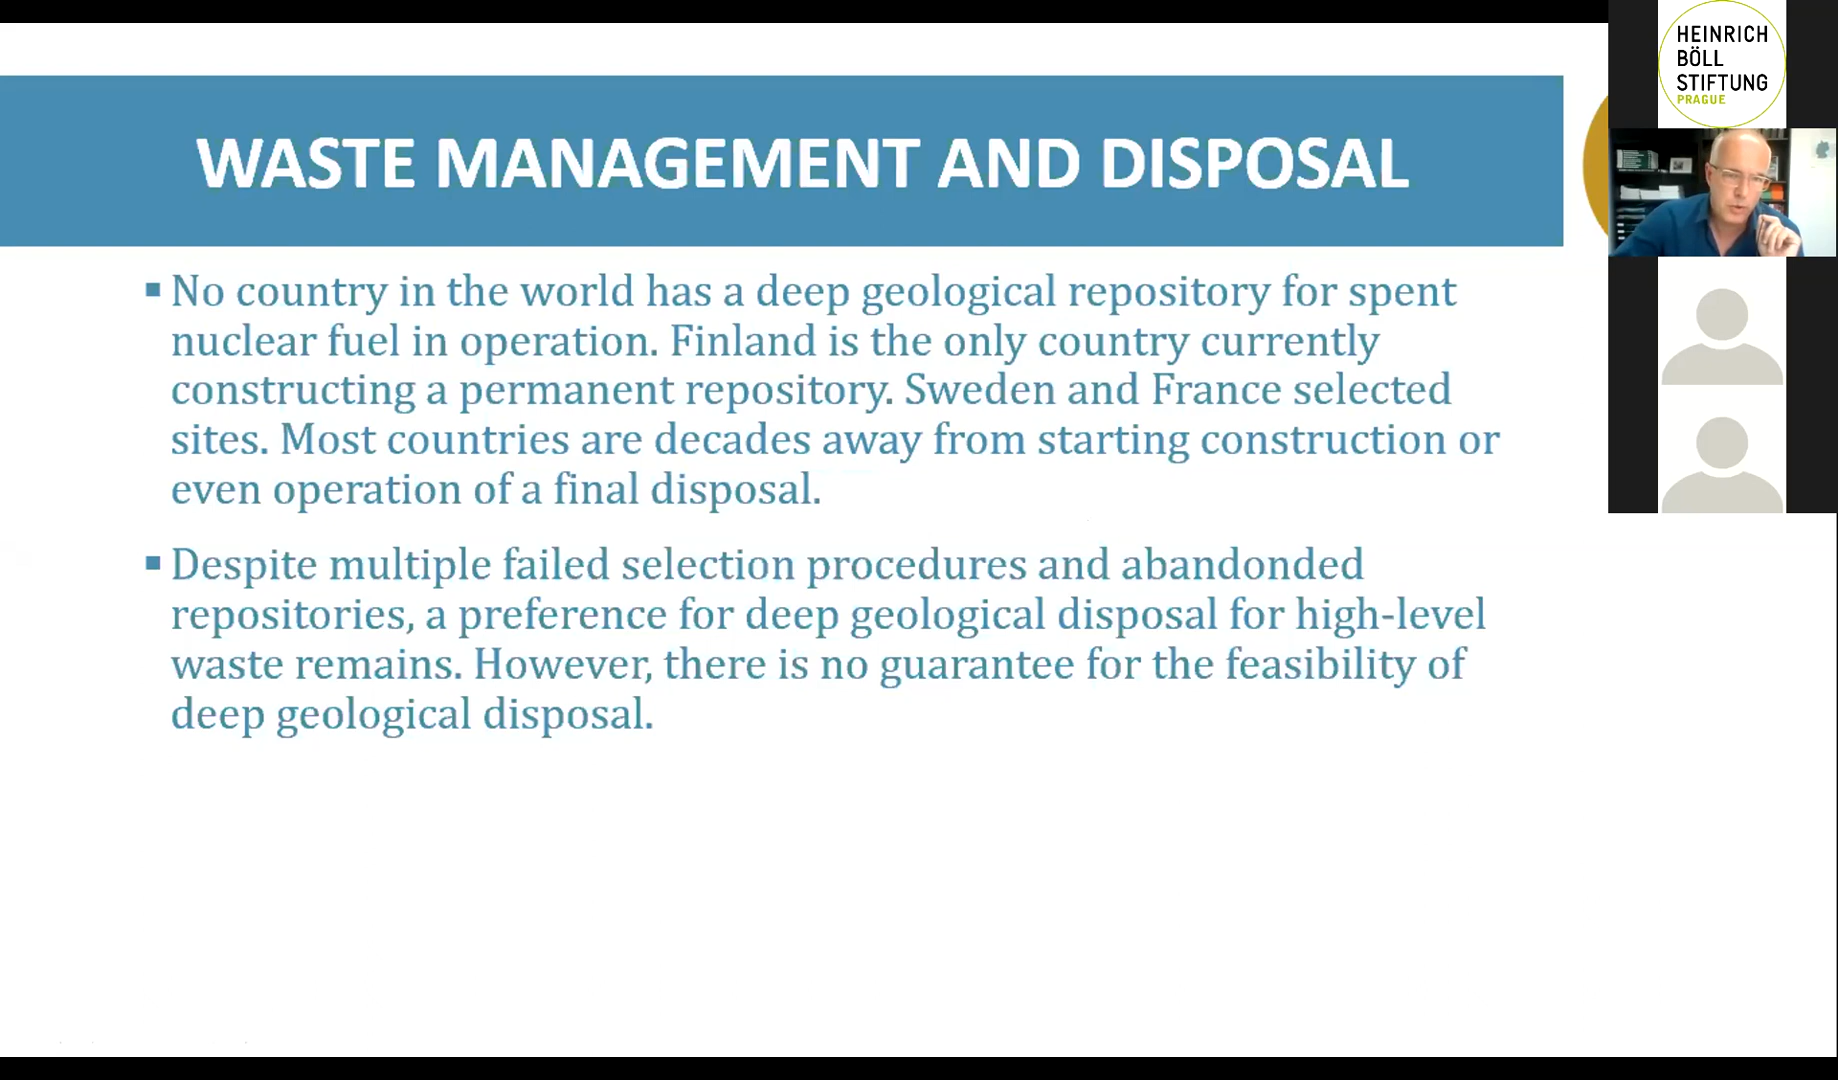 WASTE MANAGEMENT AND DISPOSAL
▪ No country in the world has a deep geological repository for spent
nuclear fuel in operation. Finland is the only country currently
constructing a permanent repository. Sweden and France selected
sites. Most countries are decades away from starting construction or
even operation of a final disposal.
▪ Despite multiple failed selection procedures and abandonded
repositories, a preference for deep geological disposal for high-level
waste remains. However, there is no guarantee for the feasibility of
deep geological disposal.
HEINRICH
BÖLL
STIFTUNG
PRAGUE